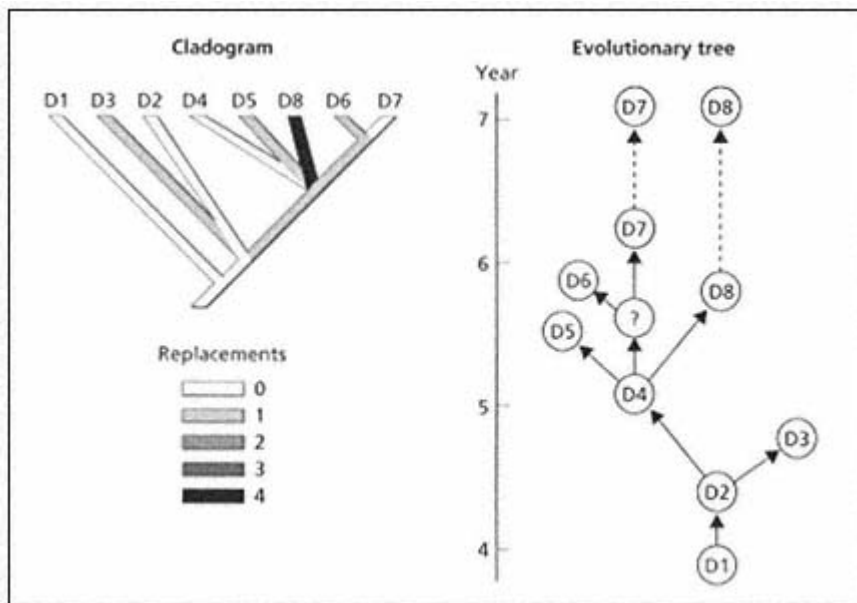 Cladogram
D1 D3 D2 D4 D5 D8 D6 D7
Replacements
0
1
2
3
4
Evolutionary tree
Year
7
6
5
4
D7 D8
D7
D6
D8
D5
?
D4
D3
D2
D1